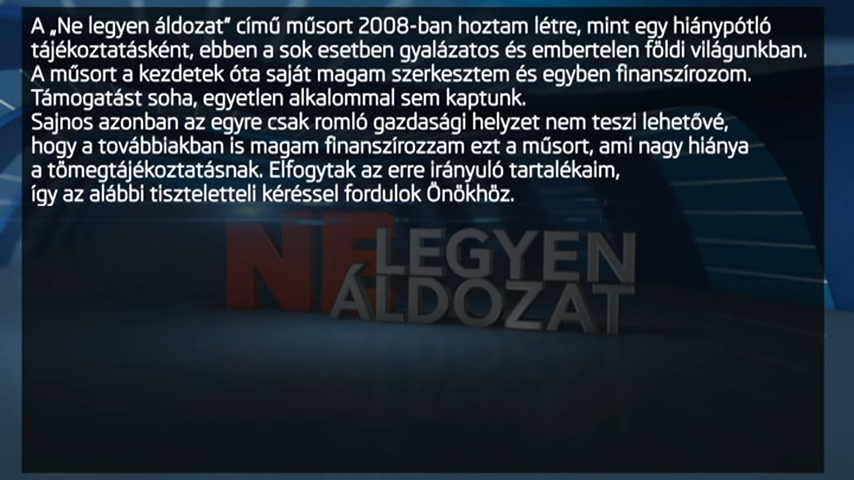 A „Ne legyen áldozat” című műsort 2008-ban hoztam létre, mint egy hiánypótló
tájékoztatásként, ebben a sok esetben gyalázatos és embertelen földi világunkban.
A műsort a kezdetek óta saját magam szerkesztem és egyben finanszírozom.
Támogatást soha, egyetlen alkalommal sem kaptunk.
Sajnos azonban az egyre csak romló gazdasági helyzet nem teszi lehetővé,
hogy a továbbiakban is magam finanszírozzam ezt a műsort, ami nagy hiánya
a tömegtájékoztatásnak. Elfogytak az erre irányuló tartalékaim,
így az alábbi tiszteletteli kéréssel fordulok Önökhöz.
NE LEGYEN
ÁLDOZAT